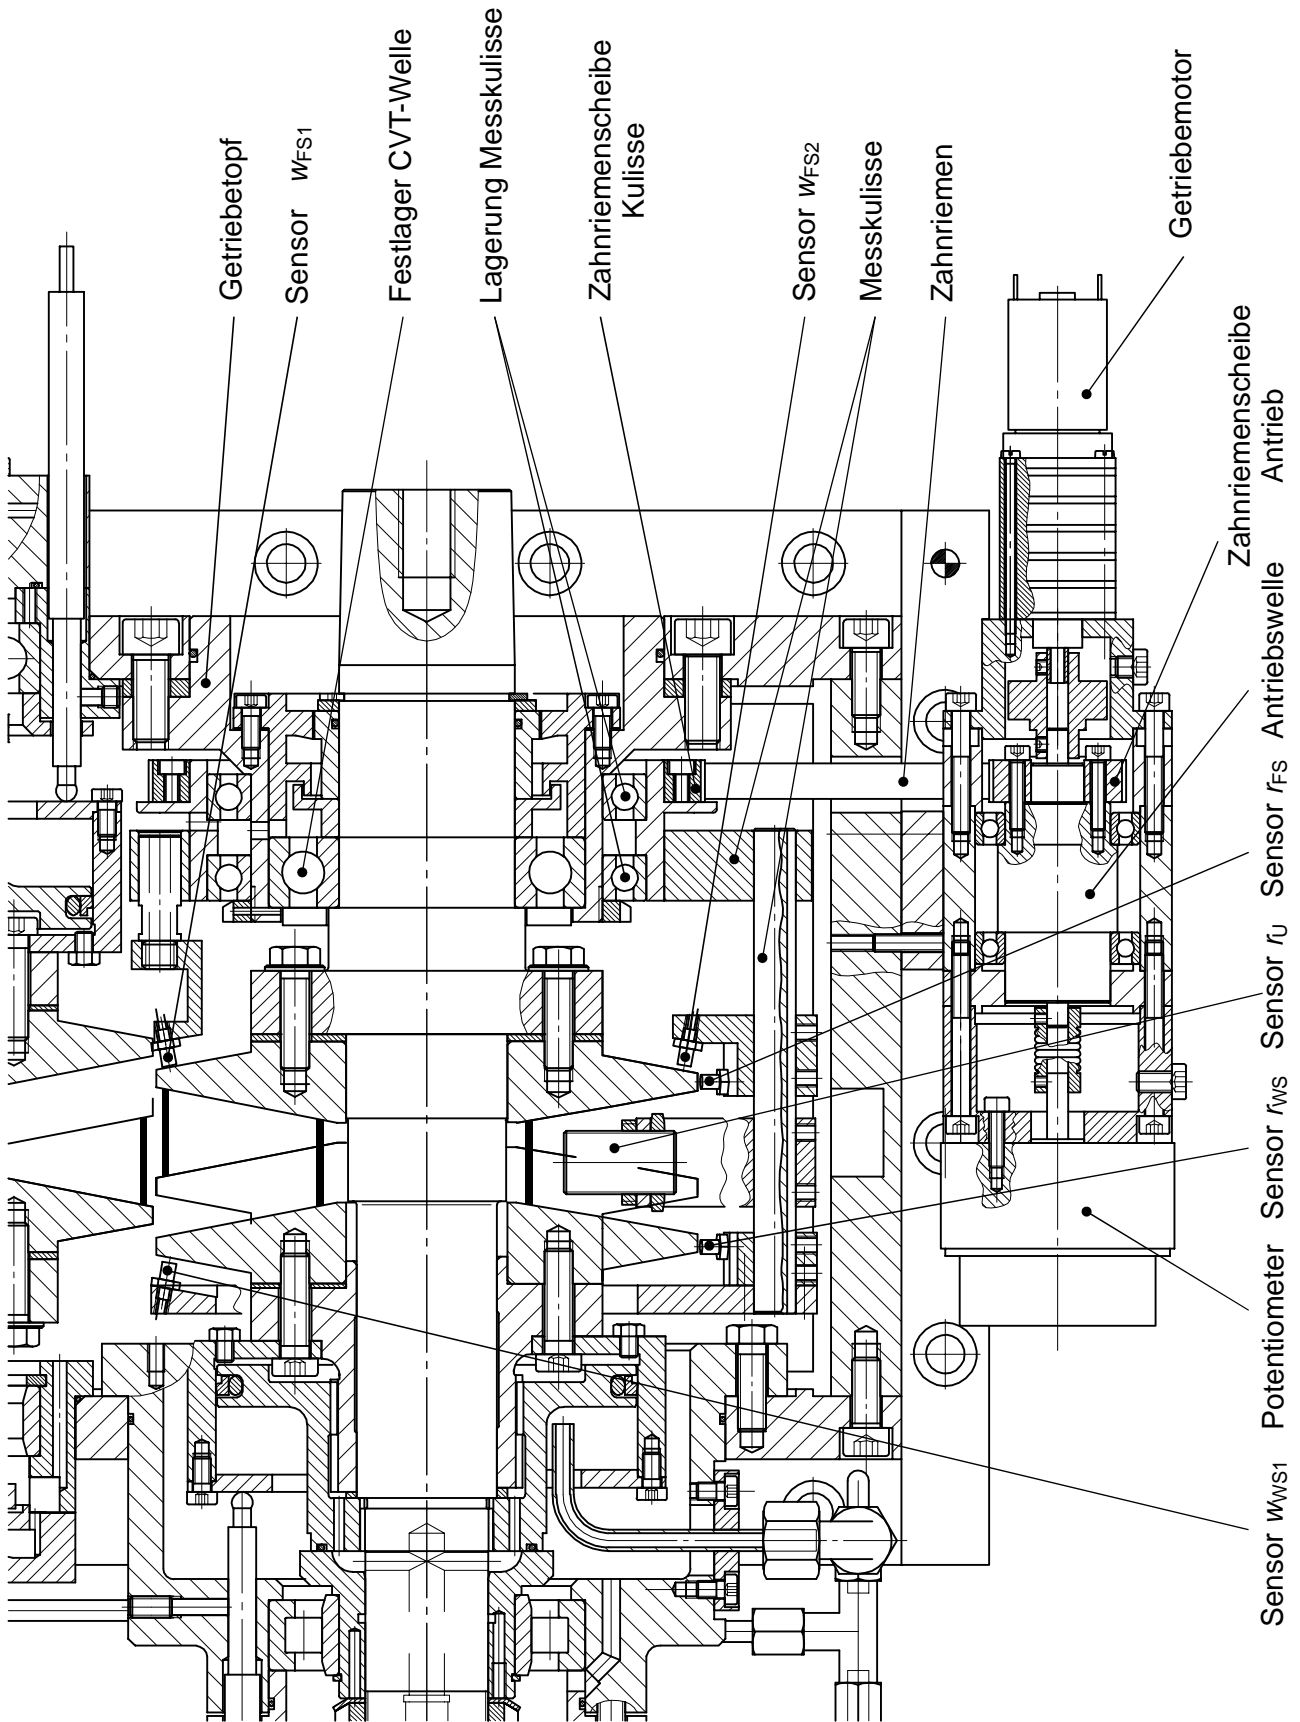 Getriebetopf
Sensor wFS1
Festlager CVT-Welle
Lagerung Messkulisse
Zahnriemenscheibe
Kulisse
Sensor wFS2
Messkulisse
Zahnriemen
Getriebemotor
Zahnriemenscheibe
Antrieb
Sensor wWS1
Potentiometer
Sensor rWS
Sensor rU
Sensor rFS
Antriebswelle